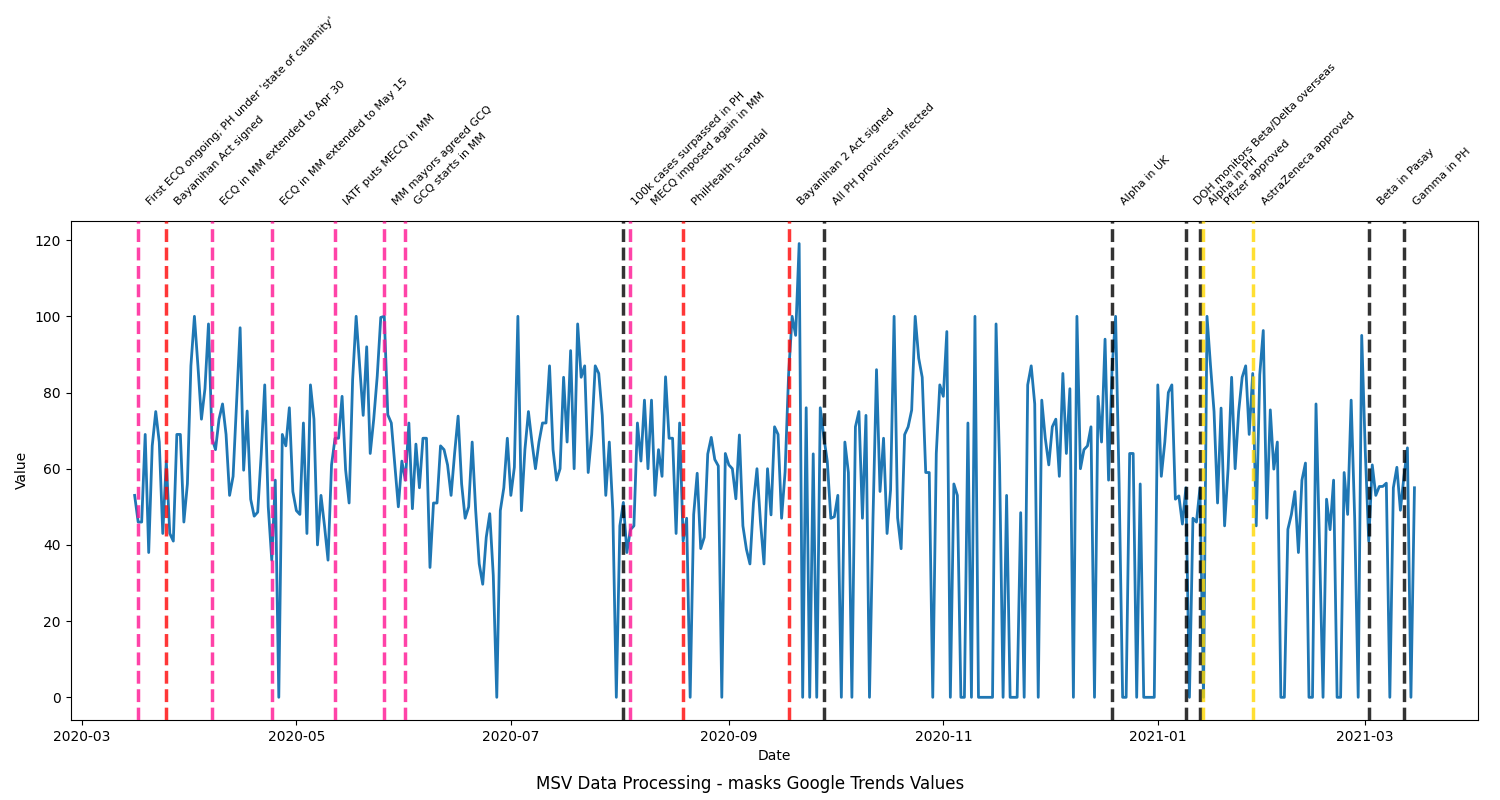 First ECQ ongoing; PH under 'state of calamity'
Bayanihan Act signed
ECQ in MM extended to Apr 30
ECQ in MM extended to May 15
IATF puts MECQ in MM
MM mayors agreed GCQ
GCQ starts in MM
100k cases surpassed in PH
MECQ imposed again in MM
PhilHealth scandal
Bayanihan 2 Act signed
All PH provinces infected
Alpha in UK
DOH monitors Beta/Delta overseas
Alpha in PH
Pfizer approved
AstraZeneca approved
Beta in Pasay
Gamma in PH
120
100
80
60
40
20
0
Value
2020-03
2020-05
2020-07
2020-09
2020-11
2021-01
2021-03
Date
MSV Data Processing - masks Google Trends Values